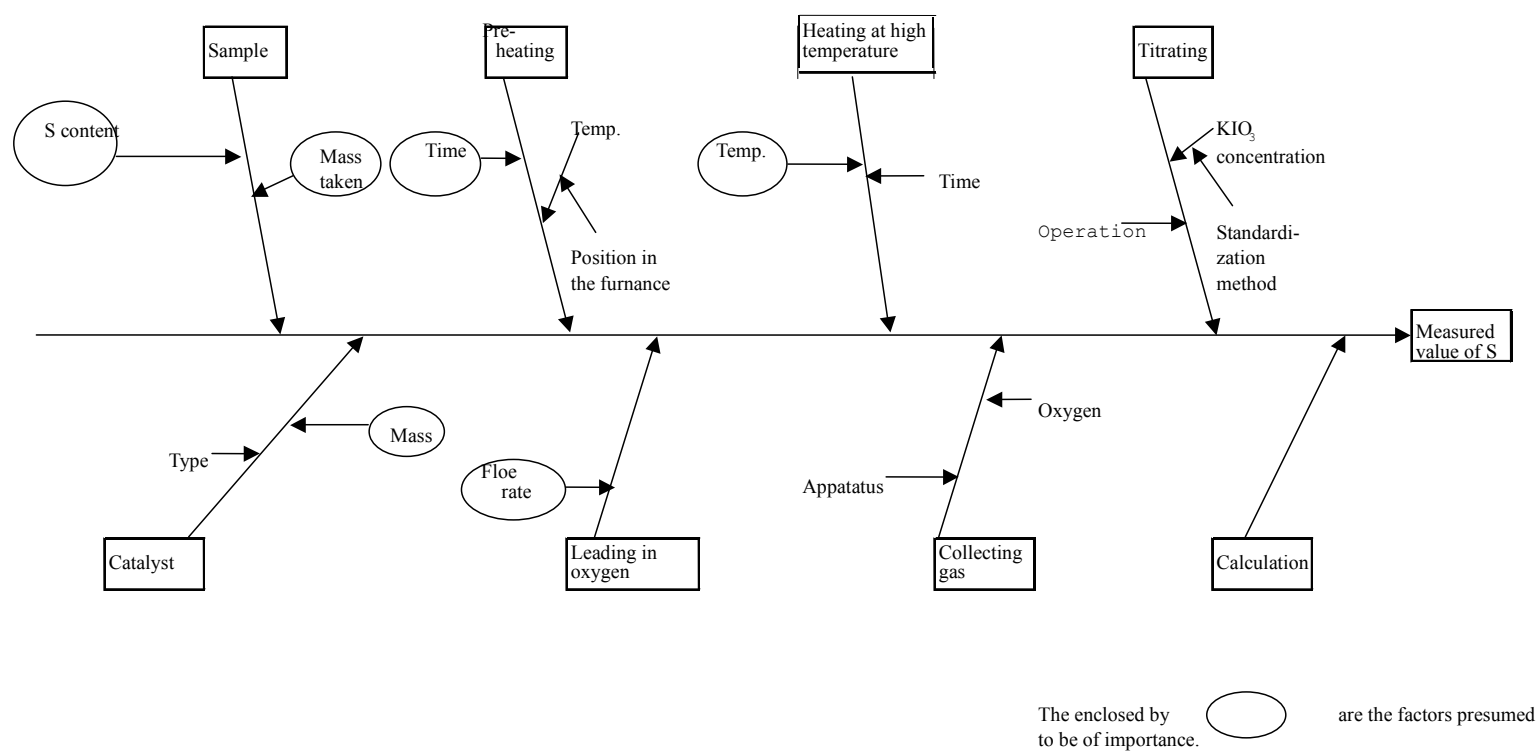 Sample
Pre-
heating
Heating at high
temperature
Titrating
S content
Mass
taken
Time
Temp.
Position in
the furnance
Temp.
Time
KIO3
concentration
Operation
Standardi-
zation
method
Measured
value of S
Type
Mass
Floe
rate
Appatatus
Oxygen
Catalyst
Leading in
oxygen
Collecting
gas
Calculation
The enclosed by are the factors presumed
to be of importance.